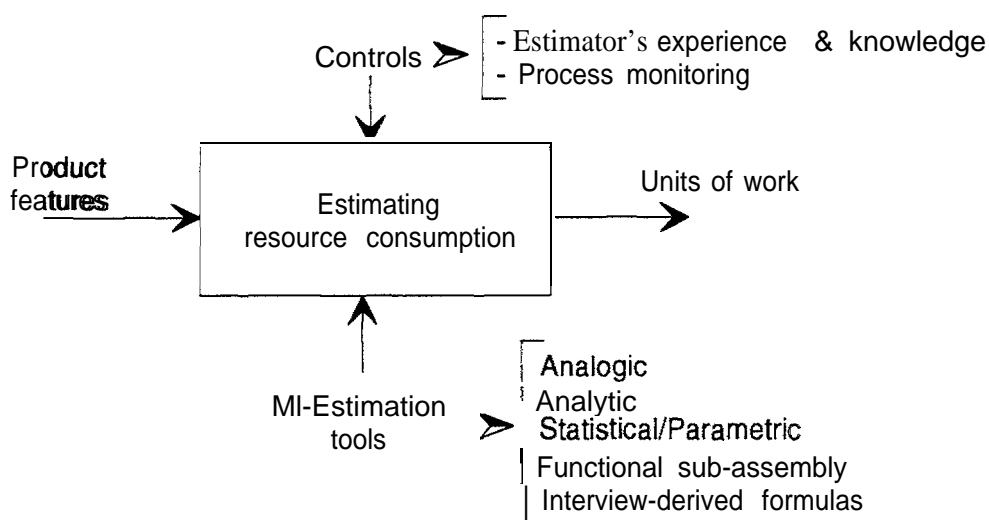 Controls
- Estimator's experience & knowledge
- Process monitoring
Product
features
Estimating
resource consumption
Units of work
MI-Estimation
tools
Analogic
Analytic
Statistical/Parametric
Functional sub-assembly
Interview-derived formulas